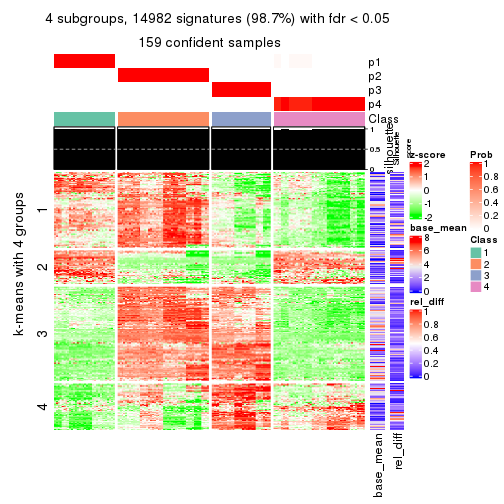 4 subgroups, 14982 signatures (98.7%) with fdr < 0.05
159 confident samples
p1
p2
p3
p4
Class
1
0.5
0
silhouette
Silhouette
score
k-means with 4 groups
1
2
3
4
base_mean
rel_diff
z-score
2
1
0
-1
-2
base_mean
8
6
4
2
0
rel_diff
1
0.8
0.6
0.4
0.2
0
Prob
1
0.8
0.6
0.4
0.2
0
Class
1
2
3
4